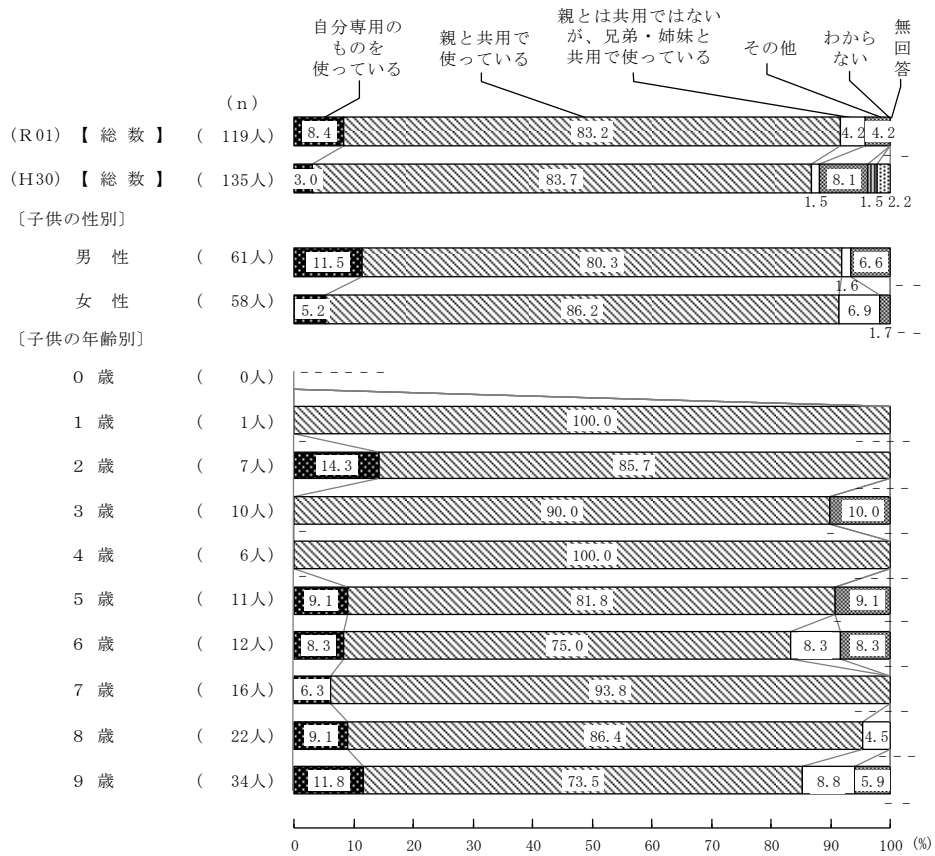 自分専用の
ものを
使っている
親と共用で
使っている
親とは共用ではない
が、兄弟・姉妹と
共用で使っている
その他
わから
ない
無回答
(n)
(R01)【 総 数 】 ( 119人) 8.4 83.2 4.2 4.2 - -
(H30)【 総 数 】 ( 135人) 3.0 83.7 1.5 8.1 1.5 2.2
〔子供の性別〕
男 性 ( 61人) 11.5 80.3 1.6 6.6 - -
女 性 ( 58人) 5.2 86.2 6.9 1.7 - -
〔子供の年齢別〕
0 歳 ( 0人) - - - - - -
1 歳 ( 1人) - 100.0 - - - -
2 歳 ( 7人) 14.3 85.7 - - - -
3 歳 ( 10人) - 90.0 - 10.0 - -
4 歳 ( 6人) - 100.0 - - - -
5 歳 ( 11人) 9.1 81.8 - 9.1 - -
6 歳 ( 12人) 8.3 75.0 8.3 8.3 - -
7 歳 ( 16人) 6.3 93.8 - - - -
8 歳 ( 22人) 9.1 86.4 4.5 - - -
9 歳 ( 34人) 11.8 73.5 8.8 5.9 - -
0 10 20 30 40 50 60 70 80 90 100 (%)